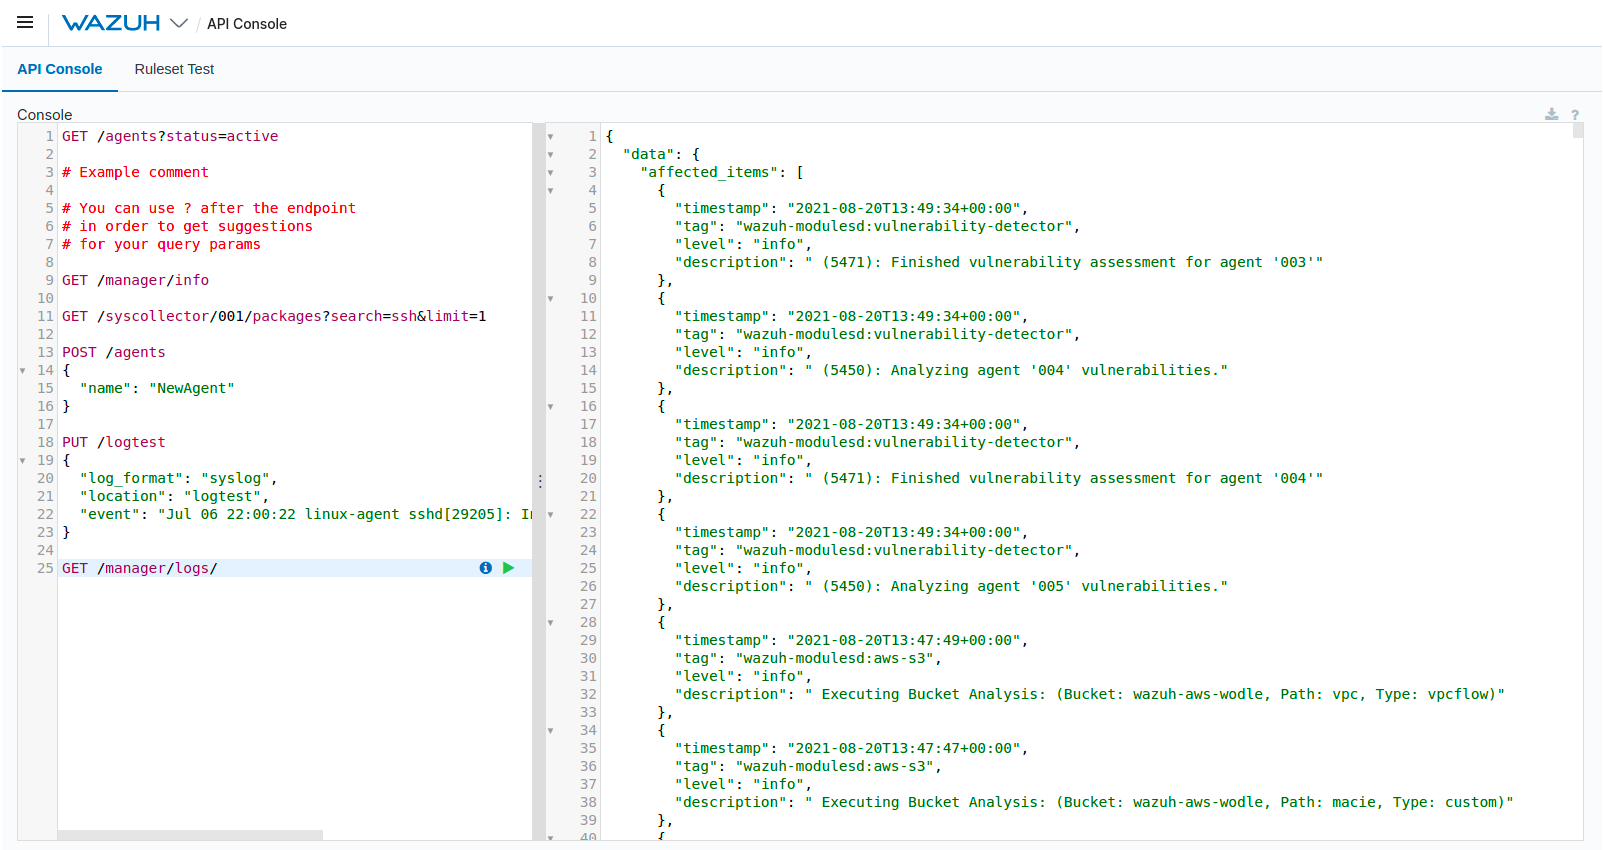 WAZUH / API Console
API Console Ruleset Test
Console ?
1 GET /agents?status=active
2
3 # Example comment
4
5 # You can use ? after the endpoint
6 # in order to get suggestions
7 # for your query params
8
9 GET /manager/info
10
11 GET /syscollector/001/packages?search=ssh&limit=1
12
13 POST /agents
14 {
15 "name": "NewAgent"
16 }
17
18 PUT /logtest
19 {
20 "log_format": "syslog",
21 "location": "logtest",
22 "event": "Jul 06 22:00:22 linux-agent sshd[29205]:
23 }
24
25 GET /manager/logs/
1 {
2 "data": {
3 "affected_items": [
4 {
5 "timestamp": "2021-08-20T13:49:34+00:00",
6 "tag": "wazuh-modulesd:vulnerability-detector",
7 "level": "info",
8 "description": " (5471): Finished vulnerability assessment for agent '003'"
9 },
10 {
11 "timestamp": "2021-08-20T13:49:34+00:00",
12 "tag": "wazuh-modulesd:vulnerability-detector",
13 "level": "info",
14 "description": " (5450): Analyzing agent '004' vulnerabilities."
15 },
16 {
17 "timestamp": "2021-08-20T13:49:34+00:00",
18 "tag": "wazuh-modulesd:vulnerability-detector",
19 "level": "info",
20 "description": " (5471): Finished vulnerability assessment for agent '004'"
21 },
22 {
23 "timestamp": "2021-08-20T13:49:34+00:00",
24 "tag": "wazuh-modulesd:vulnerability-detector",
25 "level": "info",
26 "description": " (5450): Analyzing agent '005' vulnerabilities."
27 },
28 {
29 "timestamp": "2021-08-20T13:47:49+00:00",
30 "tag": "wazuh-modulesd:aws-s3",
31 "level": "info",
32 "description": " Executing Bucket Analysis: (Bucket: wazuh-aws-wodle, Path: vpc, Type: vpcflow)"
33 },
34 {
35 "timestamp": "2021-08-20T13:47:47+00:00",
36 "tag": "wazuh-modulesd:aws-s3",
37 "level": "info",
38 "description": " Executing Bucket Analysis: (Bucket: wazuh-aws-wodle, Path: macie, Type: custom)"
39 },
40 {